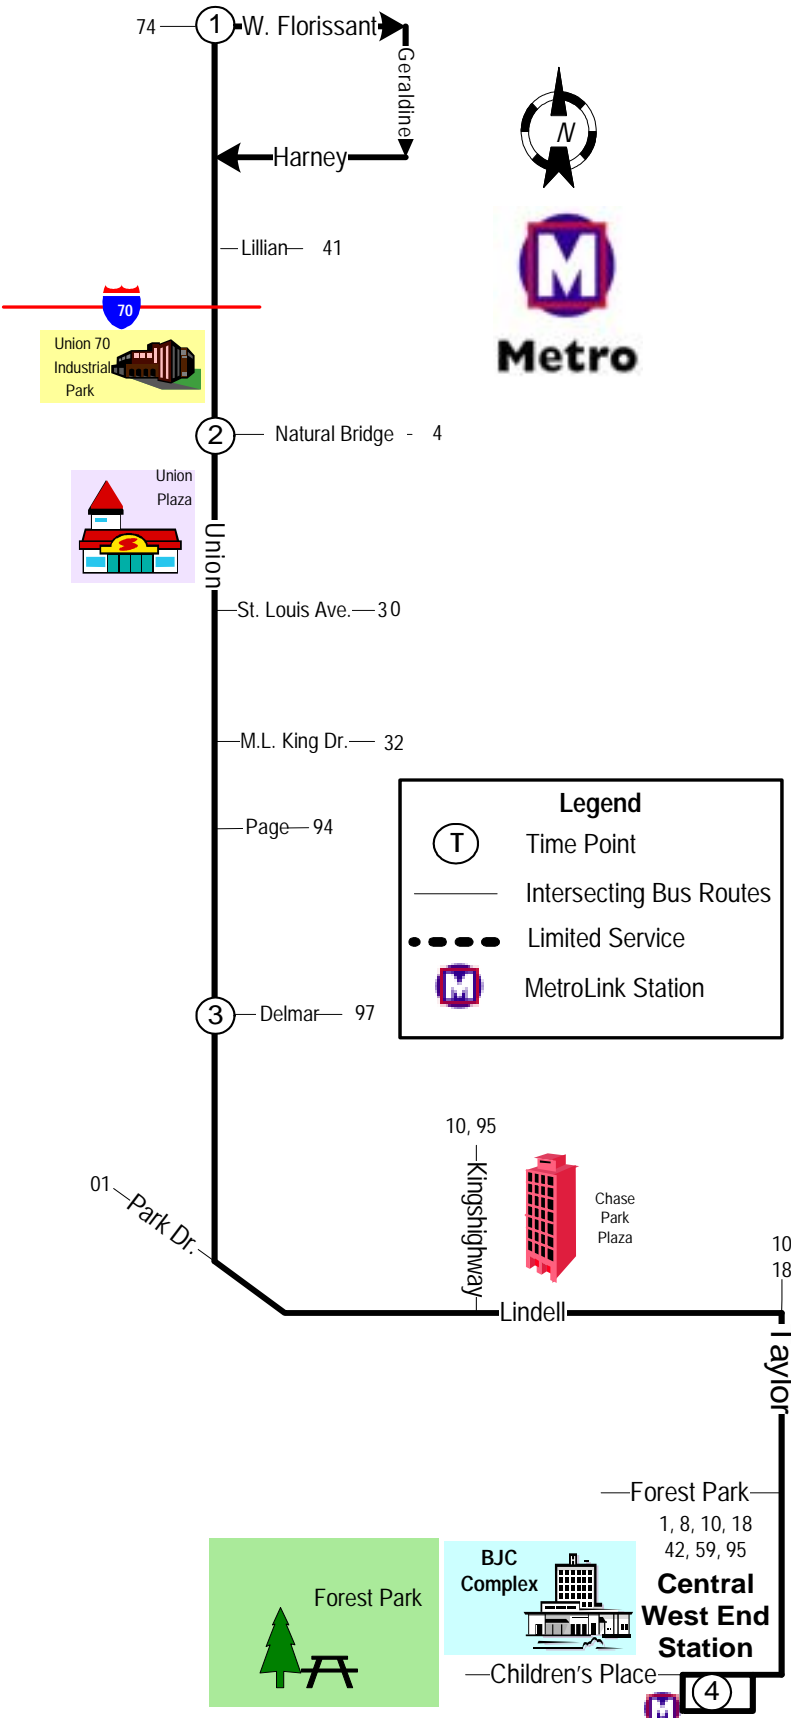 74
1
W. Florissant
Geraldine
Harney
N
Lillian 41
70
M
Metro
Union 70
Industrial
Park
2
Natural Bridge - 4
Union
Plaza
S
Union
St. Louis Ave. 30
M.L. King Dr. 32
Page 94
Legend
T Time Point
Intersecting Bus Routes
Limited Service
M MetroLink Station
3
Delmar 97
10, 95
Kingshighway
Chase
Park
Plaza
01
Park Dr.
10
18
Lindell
Taylor
Forest Park
1, 8, 10, 18
42, 59, 95
Central
West End
Station
BJC
Complex
Forest Park
Children's Place
4
M